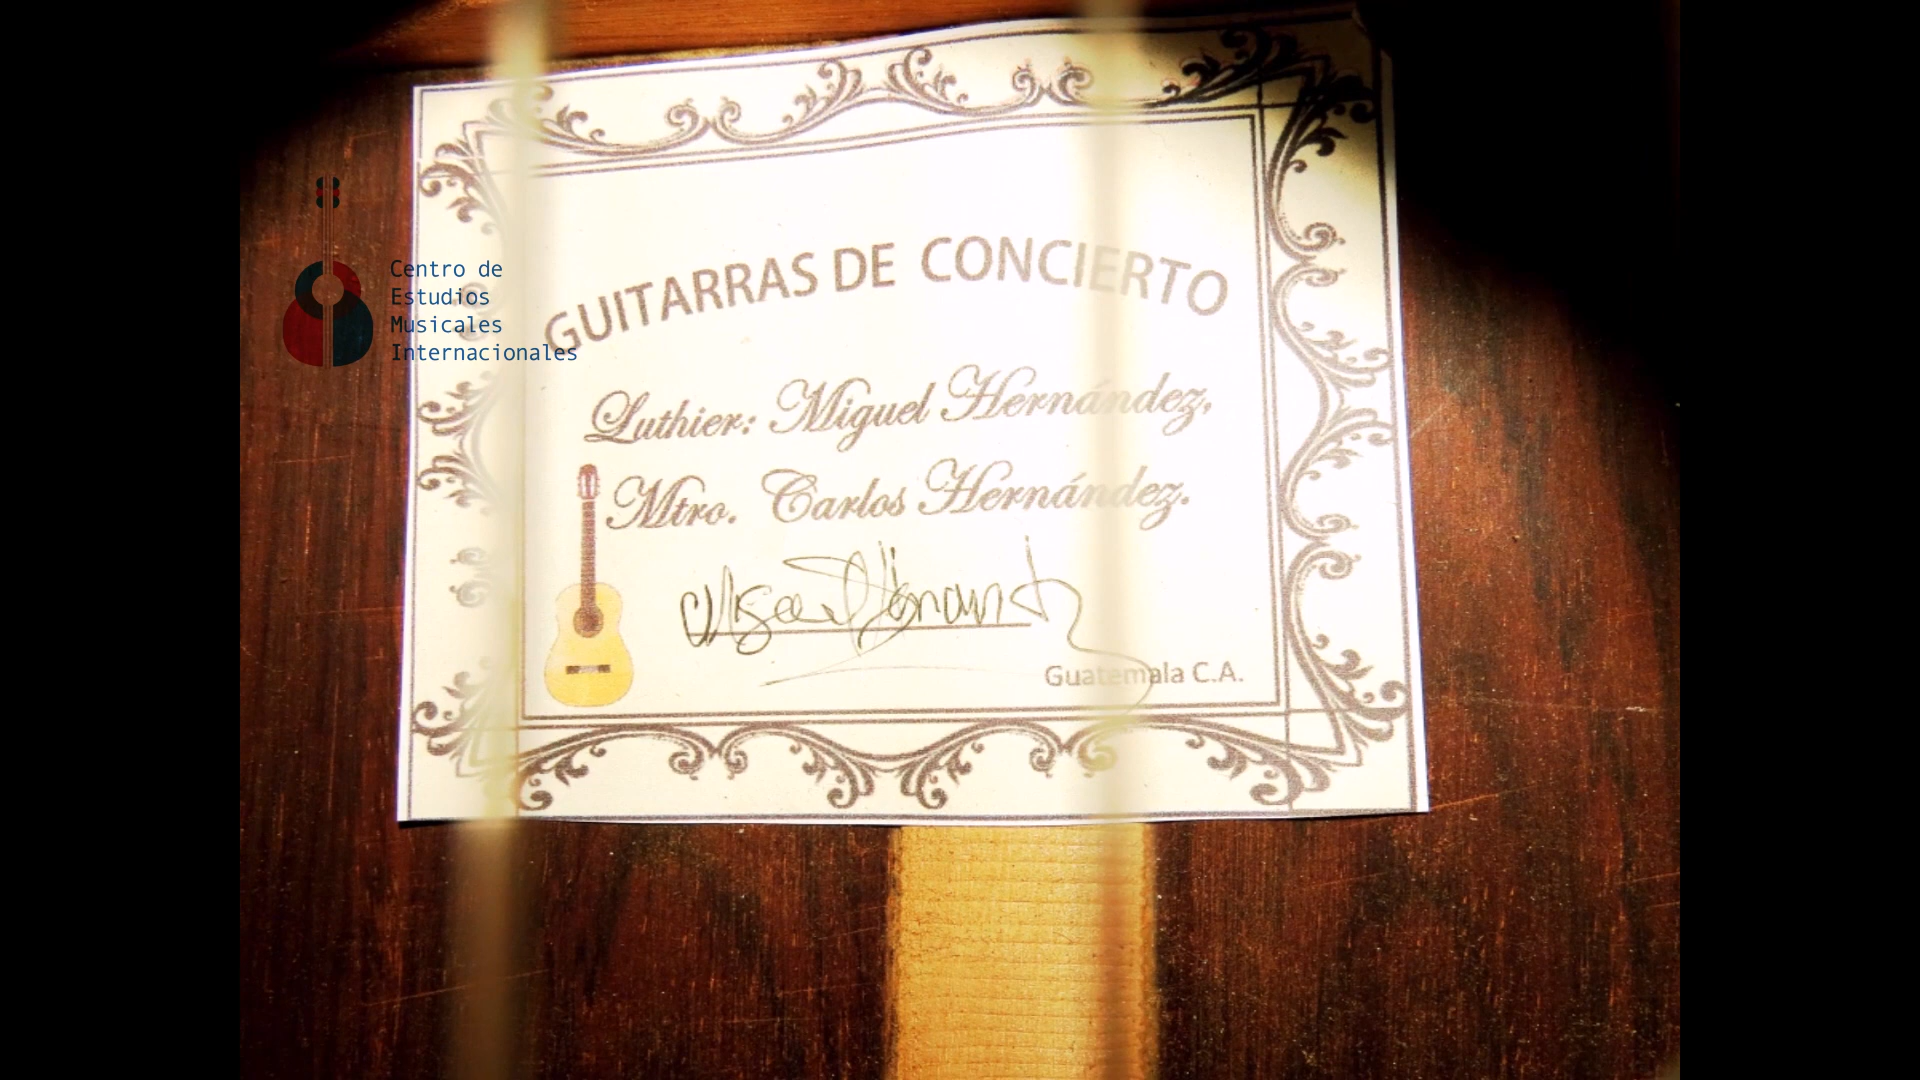 Centro de
Estudios
Musicales
Internacionales
GUITARRAS DE CONCIERTO
Luthier: Miguel Hernández,
Mtro. Carlos Hernández.
Guatemala C.A.